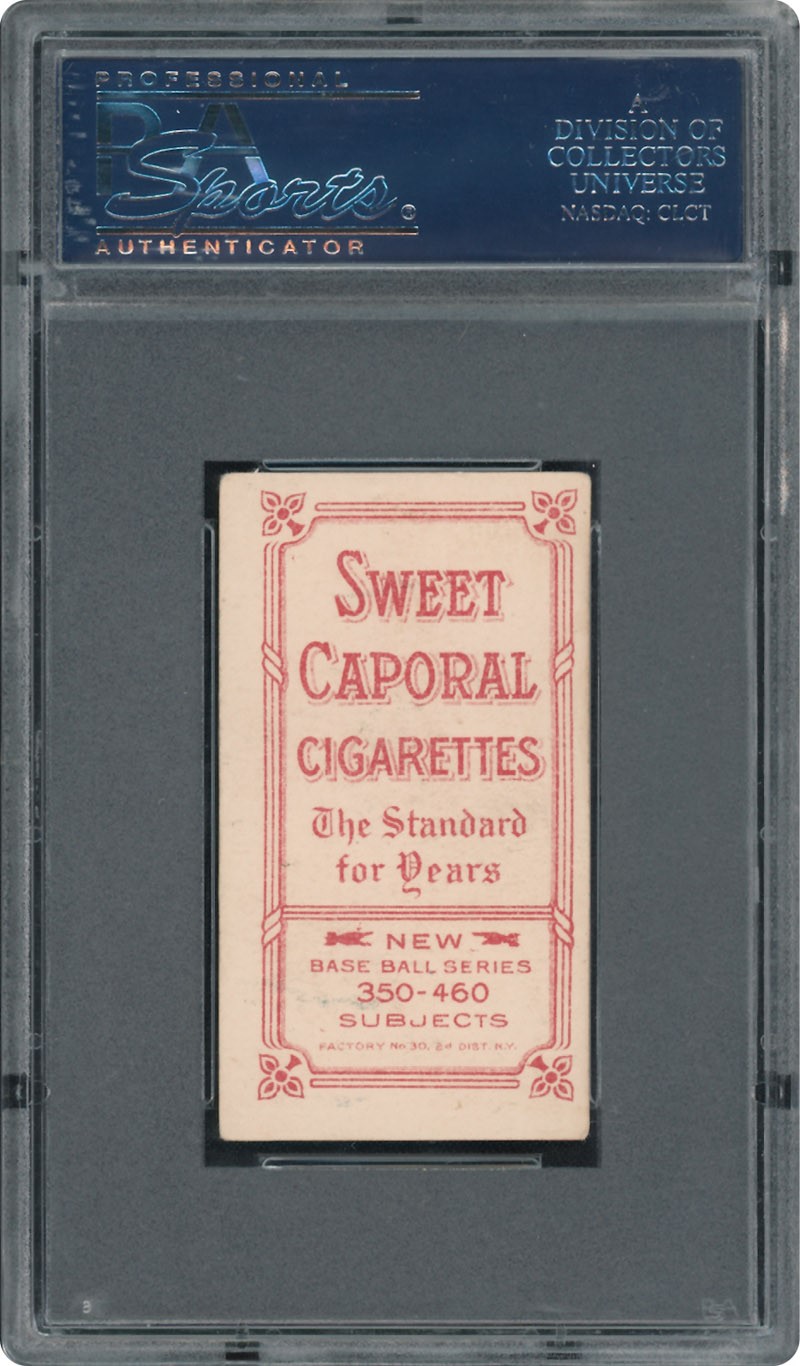 PROFESSIONAL
PSA
Sports®
AUTHENTICATOR
A
DIVISION OF
COLLECTORS
UNIVERSE
NASDAQ: CLCT
SWEET
CAPORAL
CIGARETTES
The Standard
for Years
NEW
BASE BALL SERIES
350-460
SUBJECTS
FACTORY No 30, 2d DIST. N.Y.
PSA